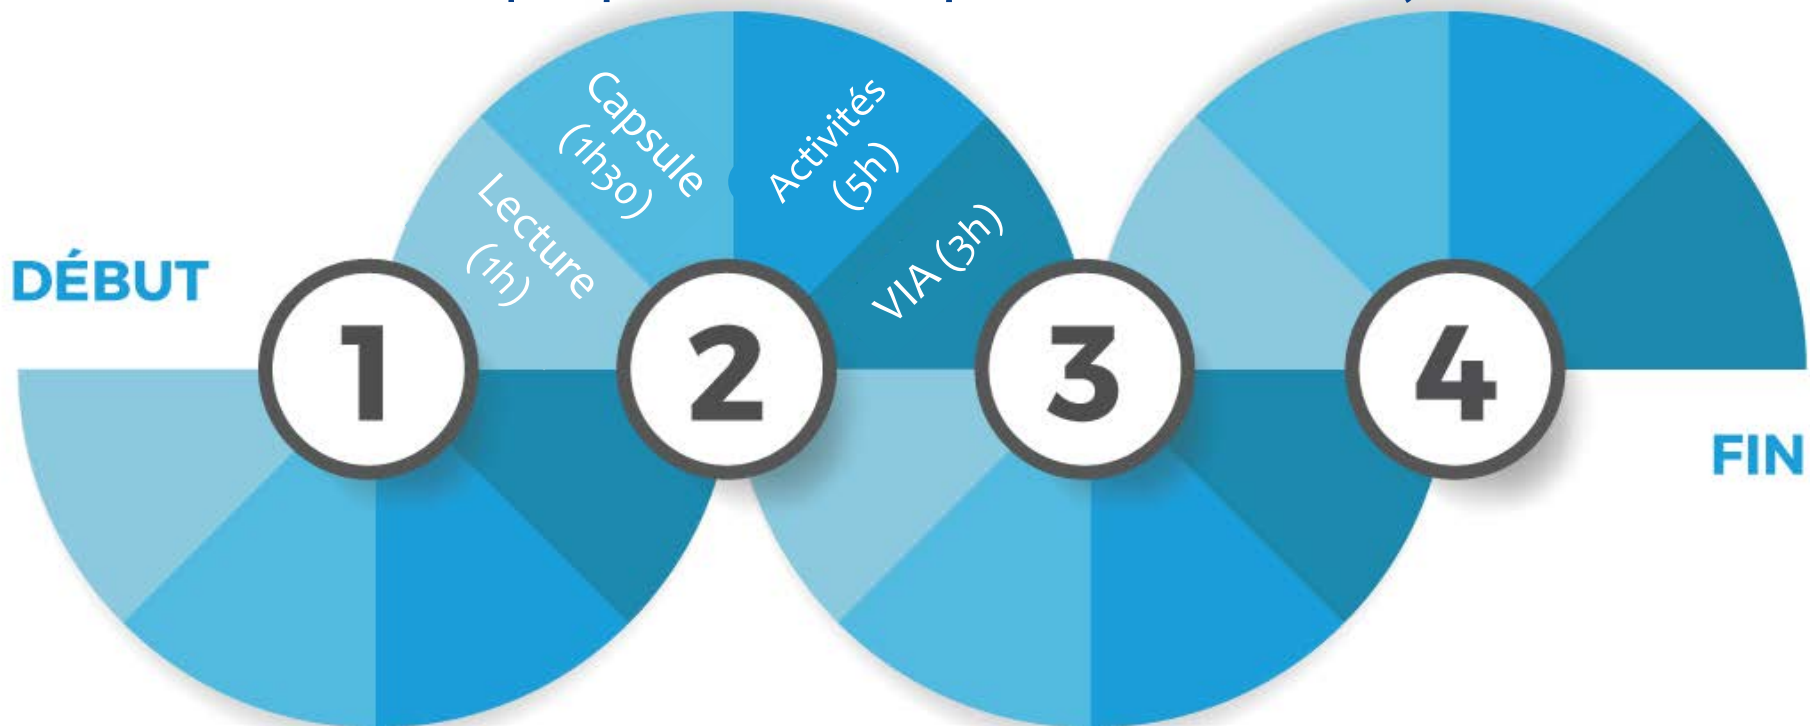 DÉBUT
1
Lecture
(1h)
Capsule
(1h30)
2
Activités
(5h)
VIA (3h)
3
4
FIN